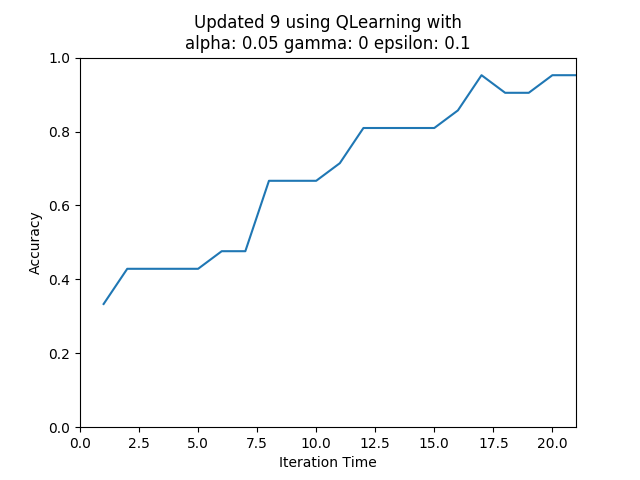 Updated 9 using QLearning with
alpha: 0.05 gamma: 0 epsilon: 0.1
1.0
0.8
0.6
0.4
0.2
0.0
Accuracy
0.0 2.5 5.0 7.5 10.0 12.5 15.0 17.5 20.0
Iteration Time